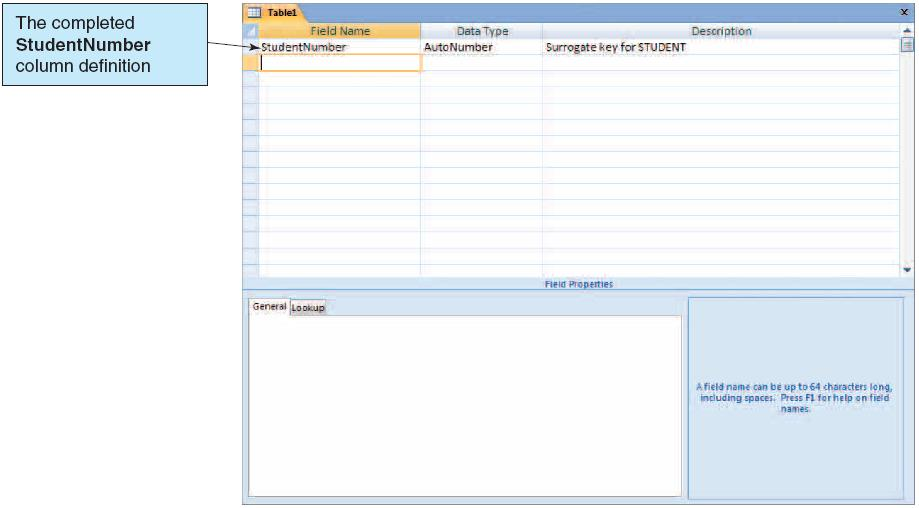 The completed
StudentNumber
column definition
Table1
Field Name Data Type Description
StudentNumber AutoNumber Surrogate key for STUDENT
Field Properties
General Lookup
A field name can be up to 64 characters long,
including spaces. Press F1 for help on field
names.